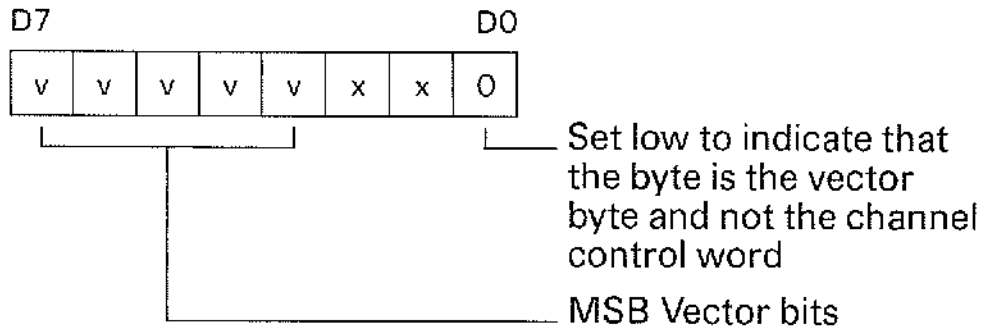 D7 D0
v v v v v x x 0
Set low to indicate that
the byte is the vector
byte and not the channel
control word
MSB Vector bits